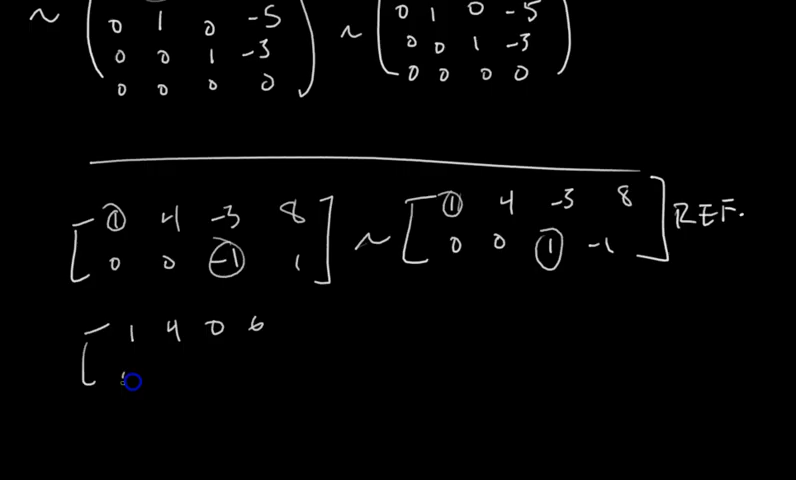 ~ ( 0 1 0 -5 ~ ( 0 1 0 -5
0 0 1 -3 0 0 1 -3
0 0 0 0 ) 0 0 0 0 )
[ 1 4 -3 8 ~ [ 1 4 -3 8 ] REF.
0 0 -1 1 ] 0 0 1 -1
[ 1 4 0 6